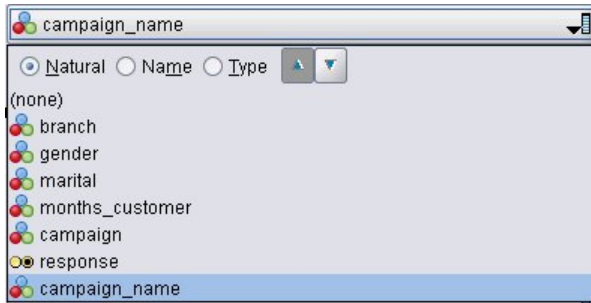 campaign_name
Natural Name Type
(none)
branch
gender
marital
months_customer
campaign
response
campaign_name